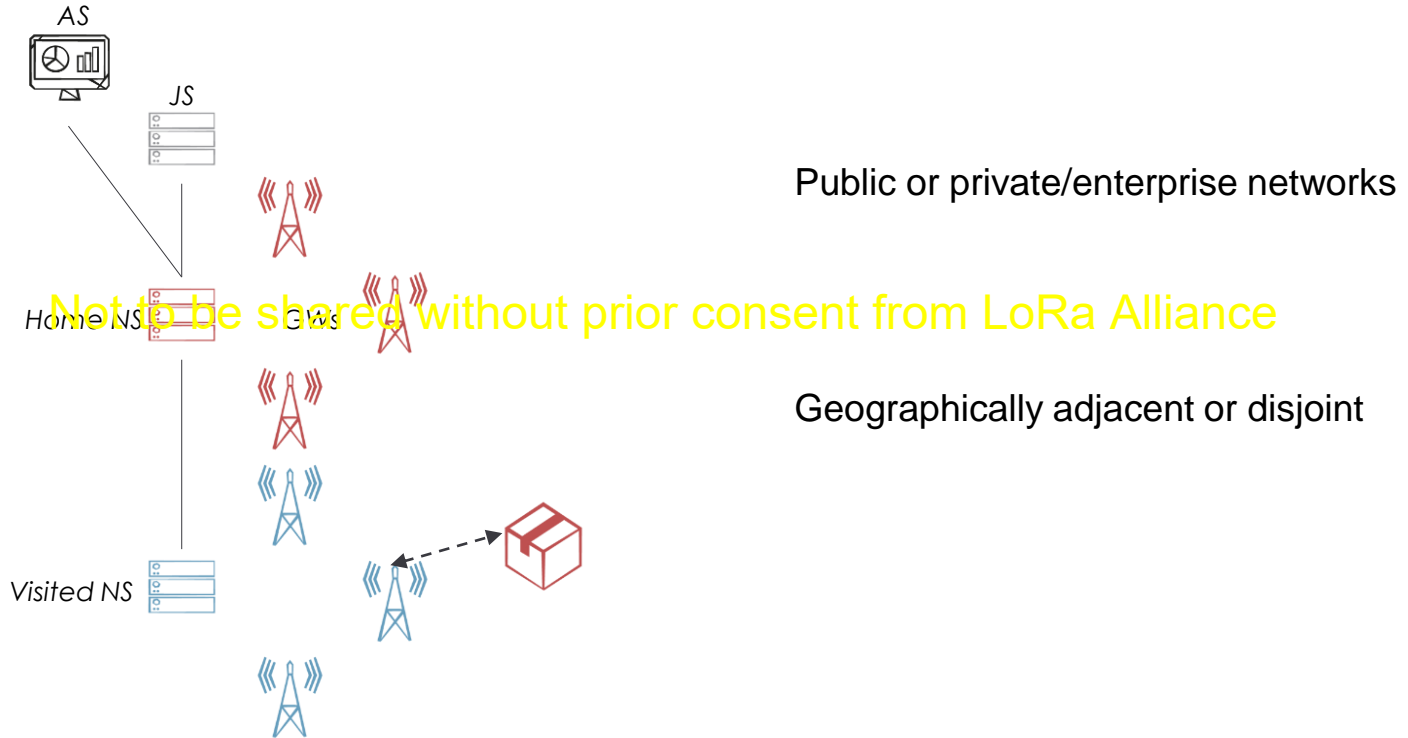 AS
JS
Public or private/enterprise networks
Home NS
GWs
Not to be shared without prior consent from LoRa Alliance
Geographically adjacent or disjoint
Visited NS